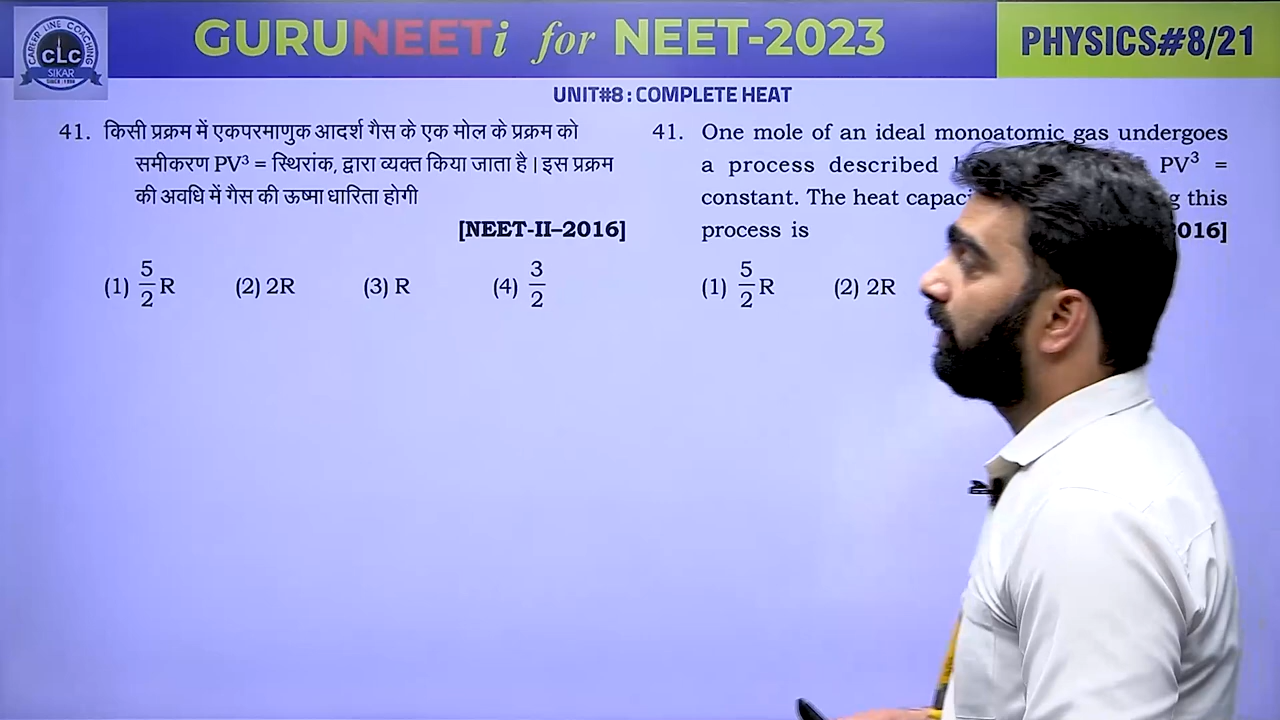 GURUNEETi for NEET-2023
PHYSICS#8/21
CAREER LINE COACHING
CLC
SIKAR
SINCE : 1996
UNIT#8 : COMPLETE HEAT
41. किसी प्रक्रम में एकपरमाणुक आदर्श गैस के एक मोल के प्रक्रम को
समीकरण PV³ = स्थिरांक, द्वारा व्यक्त किया जाता है। इस प्रक्रम
की अवधि में गैस की ऊष्मा धारिता होगी
[NEET-II–2016]
(1) 5/2 R (2) 2R (3) R (4) 3/2
41. One mole of an ideal monoatomic gas undergoes
a process described PV³ =
constant. The heat this
process is 2016]
(1) 5/2 R (2) 2R